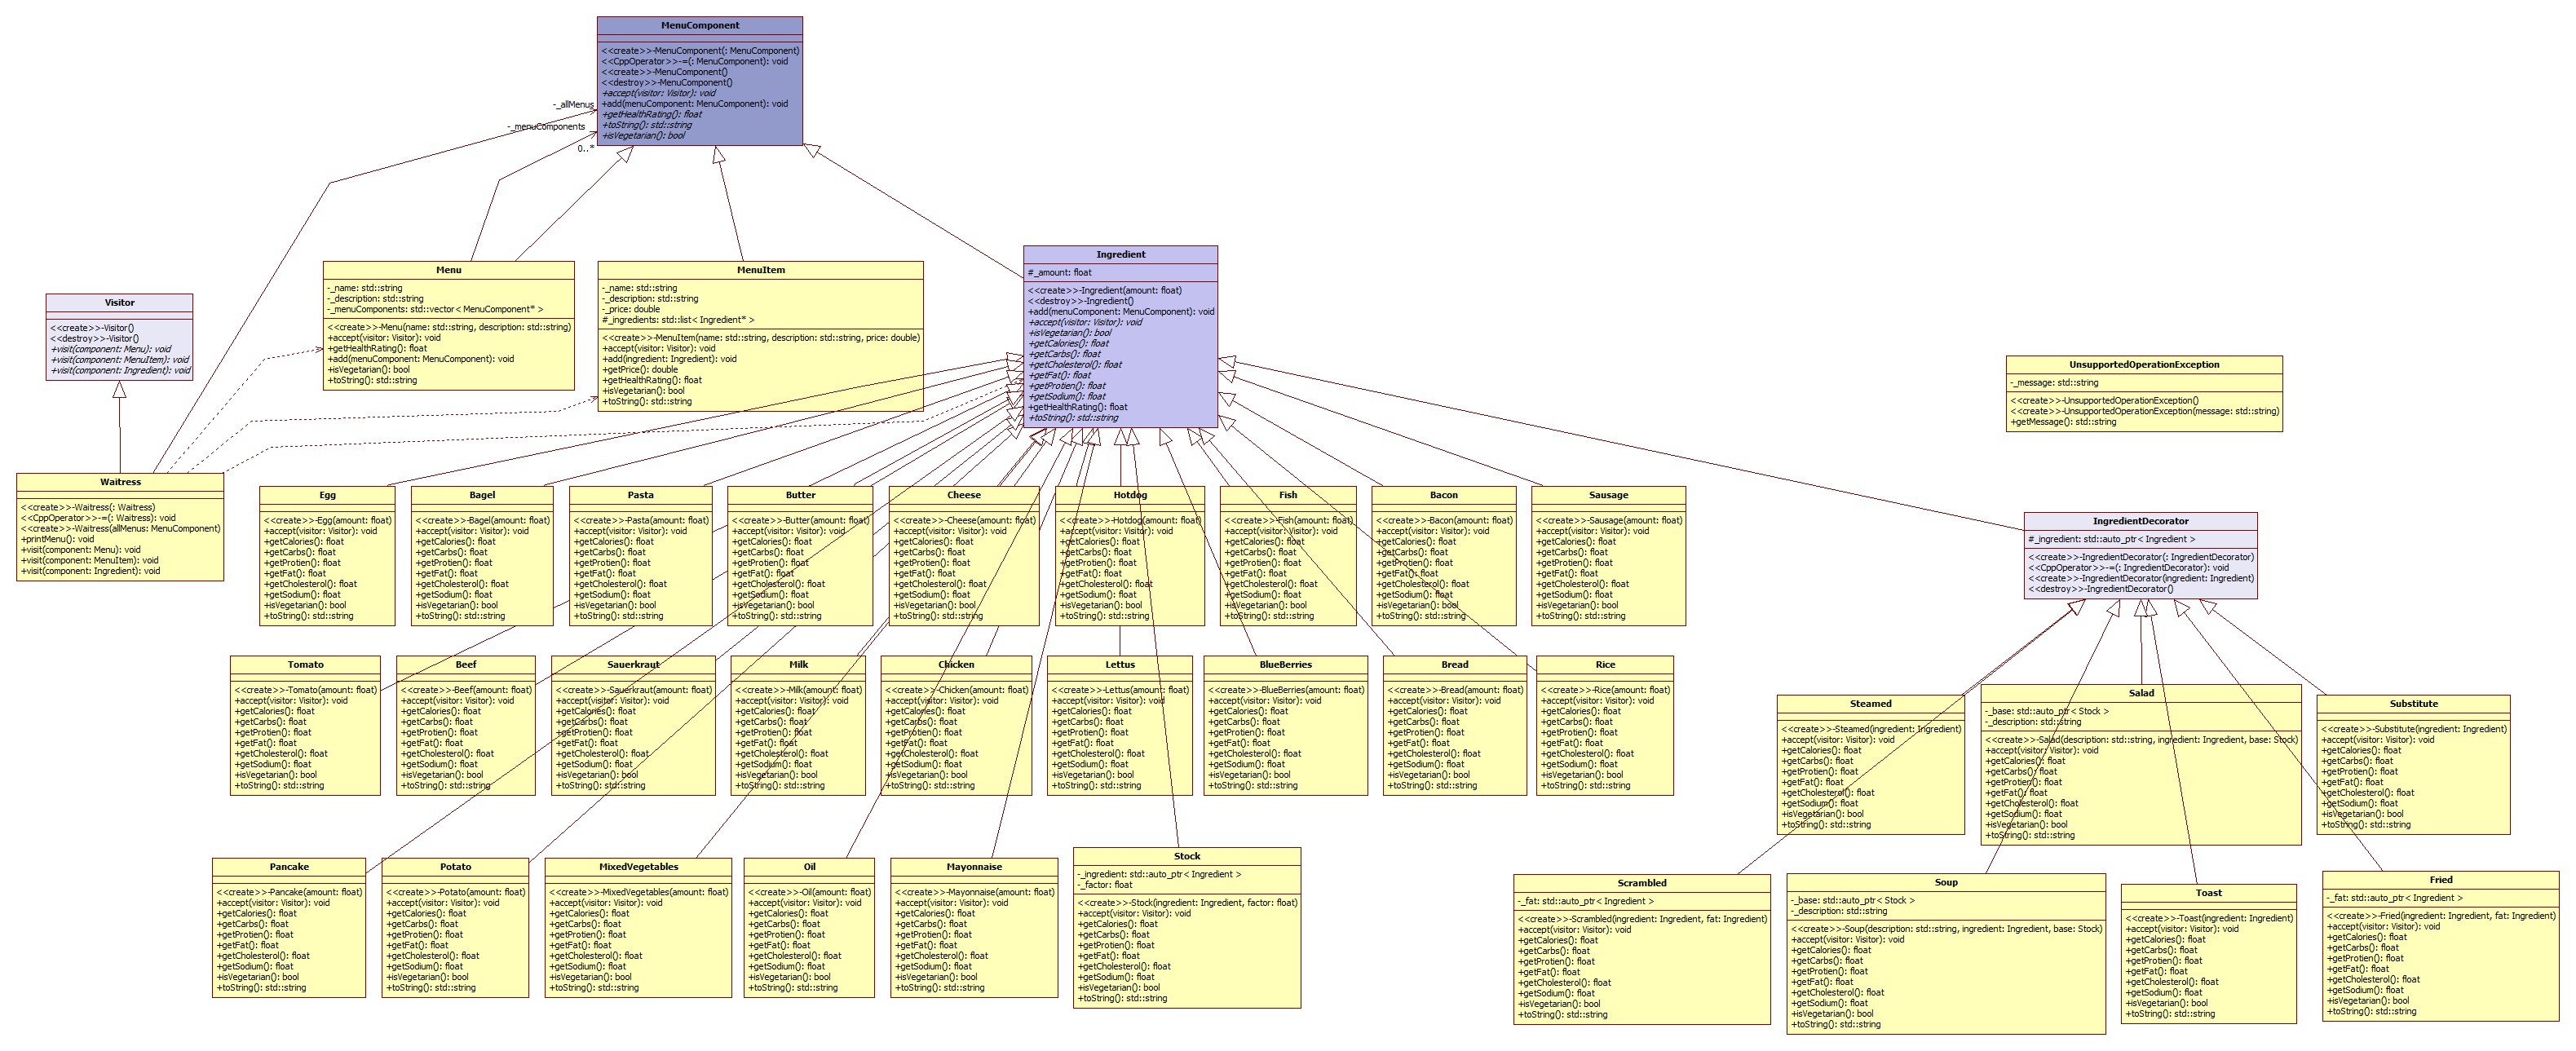 MenuComponent
<<create>>-MenuComponent(: MenuComponent)
<<CppOperator>>-=(: MenuComponent): void
<<create>>-MenuComponent()
<<destroy>>-MenuComponent()
+accept(visitor: Visitor): void
+add(menuComponent: MenuComponent): void
+getHealthRating(): float
+toString(): std::string
+isVegetarian(): bool
-_allMenus
-_menuComponents
0..*
Menu
-_name: std::string
-_description: std::string
-_menuComponents: std::vector< MenuComponent* >
<<create>>-Menu(name: std::string, description: std::string)
+accept(visitor: Visitor): void
+getHealthRating(): float
+add(menuComponent: MenuComponent): void
+isVegetarian(): bool
+toString(): std::string
MenuItem
-_name: std::string
-_description: std::string
-_price: double
#_ingredients: std::list< Ingredient* >
<<create>>-MenuItem(name: std::string, description: std::string, price: double)
+accept(visitor: Visitor): void
+add(ingredient: Ingredient): void
+getPrice(): double
+getHealthRating(): float
+isVegetarian(): bool
+toString(): std::string
Ingredient
#_amount: float
<<create>>-Ingredient(amount: float)
<<destroy>>-Ingredient()
+add(menuComponent: MenuComponent): void
+accept(visitor: Visitor): void
+isVegetarian(): bool
+getCalories(): float
+getCarbs(): float
+getCholesterol(): float
+getFat(): float
+getProtien(): float
+getSodium(): float
+getHealthRating(): float
+toString(): std::string
Visitor
<<create>>-Visitor()
<<destroy>>-Visitor()
+visit(component: Menu): void
+visit(component: MenuItem): void
+visit(component: Ingredient): void
UnsupportedOperationException
-_message: std::string
<<create>>-UnsupportedOperationException()
<<create>>-UnsupportedOperationException(message: std::string)
+getMessage(): std::string
Waitress
<<create>>-Waitress(: Waitress)
<<CppOperator>>-=(: Waitress): void
<<create>>-Waitress(allMenus: MenuComponent)
+printMenu(): void
+visit(component: Menu): void
+visit(component: MenuItem): void
+visit(component: Ingredient): void
Egg
<<create>>-Egg(amount: float)
+accept(visitor: Visitor): void
+getCalories(): float
+getCarbs(): float
+getProtien(): float
+getFat(): float
+getCholesterol(): float
+getSodium(): float
+isVegetarian(): bool
+toString(): std::string
Bagel
<<create>>-Bagel(amount: float)
+accept(visitor: Visitor): void
+getCalories(): float
+getCarbs(): float
+getProtien(): float
+getFat(): float
+getCholesterol(): float
+getSodium(): float
+isVegetarian(): bool
+toString(): std::string
Pasta
<<create>>-Pasta(amount: float)
+accept(visitor: Visitor): void
+getCalories(): float
+getCarbs(): float
+getProtien(): float
+getFat(): float
+getCholesterol(): float
+getSodium(): float
+isVegetarian(): bool
+toString(): std::string
Butter
<<create>>-Butter(amount: float)
+accept(visitor: Visitor): void
+getCalories(): float
+getCarbs(): float
+getProtien(): float
+getFat(): float
+getCholesterol(): float
+getSodium(): float
+isVegetarian(): bool
+toString(): std::string
Cheese
<<create>>-Cheese(amount: float)
+accept(visitor: Visitor): void
+getCalories(): float
+getCarbs(): float
+getProtien(): float
+getFat(): float
+getCholesterol(): float
+getSodium(): float
+isVegetarian(): bool
+toString(): std::string
Hotdog
<<create>>-Hotdog(amount: float)
+accept(visitor: Visitor): void
+getCalories(): float
+getCarbs(): float
+getProtien(): float
+getFat(): float
+getCholesterol(): float
+getSodium(): float
+isVegetarian(): bool
+toString(): std::string
Fish
<<create>>-Fish(amount: float)
+accept(visitor: Visitor): void
+getCalories(): float
+getCarbs(): float
+getProtien(): float
+getFat(): float
+getCholesterol(): float
+getSodium(): float
+isVegetarian(): bool
+toString(): std::string
Bacon
<<create>>-Bacon(amount: float)
+accept(visitor: Visitor): void
+getCalories(): float
+getCarbs(): float
+getProtien(): float
+getFat(): float
+getCholesterol(): float
+getSodium(): float
+isVegetarian(): bool
+toString(): std::string
Sausage
<<create>>-Sausage(amount: float)
+accept(visitor: Visitor): void
+getCalories(): float
+getCarbs(): float
+getProtien(): float
+getFat(): float
+getCholesterol(): float
+getSodium(): float
+isVegetarian(): bool
+toString(): std::string
IngredientDecorator
#_ingredient: std::auto_ptr< Ingredient >
<<create>>-IngredientDecorator(: IngredientDecorator)
<<CppOperator>>-=(: IngredientDecorator): void
<<create>>-IngredientDecorator(ingredient: Ingredient)
<<destroy>>-IngredientDecorator()
Tomato
<<create>>-Tomato(amount: float)
+accept(visitor: Visitor): void
+getCalories(): float
+getCarbs(): float
+getProtien(): float
+getFat(): float
+getCholesterol(): float
+getSodium(): float
+isVegetarian(): bool
+toString(): std::string
Beef
<<create>>-Beef(amount: float)
+accept(visitor: Visitor): void
+getCalories(): float
+getCarbs(): float
+getProtien(): float
+getFat(): float
+getCholesterol(): float
+getSodium(): float
+isVegetarian(): bool
+toString(): std::string
Sauerkraut
<<create>>-Sauerkraut(amount: float)
+accept(visitor: Visitor): void
+getCalories(): float
+getCarbs(): float
+getProtien(): float
+getFat(): float
+getCholesterol(): float
+getSodium(): float
+isVegetarian(): bool
+toString(): std::string
Milk
<<create>>-Milk(amount: float)
+accept(visitor: Visitor): void
+getCalories(): float
+getCarbs(): float
+getProtien(): float
+getFat(): float
+getCholesterol(): float
+getSodium(): float
+isVegetarian(): bool
+toString(): std::string
Chicken
<<create>>-Chicken(amount: float)
+accept(visitor: Visitor): void
+getCalories(): float
+getCarbs(): float
+getProtien(): float
+getFat(): float
+getCholesterol(): float
+getSodium(): float
+isVegetarian(): bool
+toString(): std::string
Lettus
<<create>>-Lettus(amount: float)
+accept(visitor: Visitor): void
+getCalories(): float
+getCarbs(): float
+getProtien(): float
+getFat(): float
+getCholesterol(): float
+getSodium(): float
+isVegetarian(): bool
+toString(): std::string
BlueBerries
<<create>>-BlueBerries(amount: float)
+accept(visitor: Visitor): void
+getCalories(): float
+getCarbs(): float
+getProtien(): float
+getFat(): float
+getCholesterol(): float
+getSodium(): float
+isVegetarian(): bool
+toString(): std::string
Bread
<<create>>-Bread(amount: float)
+accept(visitor: Visitor): void
+getCalories(): float
+getCarbs(): float
+getProtien(): float
+getFat(): float
+getCholesterol(): float
+getSodium(): float
+isVegetarian(): bool
+toString(): std::string
Rice
<<create>>-Rice(amount: float)
+accept(visitor: Visitor): void
+getCalories(): float
+getCarbs(): float
+getProtien(): float
+getFat(): float
+getCholesterol(): float
+getSodium(): float
+isVegetarian(): bool
+toString(): std::string
Steamed
<<create>>-Steamed(ingredient: Ingredient)
+accept(visitor: Visitor): void
+getCalories(): float
+getCarbs(): float
+getProtien(): float
+getFat(): float
+getCholesterol(): float
+getSodium(): float
+isVegetarian(): bool
+toString(): std::string
Salad
-_base: std::auto_ptr< Stock >
-_description: std::string
<<create>>-Salad(description: std::string, ingredient: Ingredient, base: Stock)
+accept(visitor: Visitor): void
+getCalories(): float
+getCarbs(): float
+getProtien(): float
+getFat(): float
+getCholesterol(): float
+getSodium(): float
+isVegetarian(): bool
+toString(): std::string
Substitute
<<create>>-Substitute(ingredient: Ingredient)
+accept(visitor: Visitor): void
+getCalories(): float
+getCarbs(): float
+getProtien(): float
+getFat(): float
+getCholesterol(): float
+getSodium(): float
+isVegetarian(): bool
+toString(): std::string
Pancake
<<create>>-Pancake(amount: float)
+accept(visitor: Visitor): void
+getCalories(): float
+getCarbs(): float
+getProtien(): float
+getFat(): float
+getCholesterol(): float
+getSodium(): float
+isVegetarian(): bool
+toString(): std::string
Potato
<<create>>-Potato(amount: float)
+accept(visitor: Visitor): void
+getCalories(): float
+getCarbs(): float
+getProtien(): float
+getFat(): float
+getCholesterol(): float
+getSodium(): float
+isVegetarian(): bool
+toString(): std::string
MixedVegetables
<<create>>-MixedVegetables(amount: float)
+accept(visitor: Visitor): void
+getCalories(): float
+getCarbs(): float
+getProtien(): float
+getFat(): float
+getCholesterol(): float
+getSodium(): float
+isVegetarian(): bool
+toString(): std::string
Oil
<<create>>-Oil(amount: float)
+accept(visitor: Visitor): void
+getCalories(): float
+getCarbs(): float
+getProtien(): float
+getFat(): float
+getCholesterol(): float
+getSodium(): float
+isVegetarian(): bool
+toString(): std::string
Mayonnaise
<<create>>-Mayonnaise(amount: float)
+accept(visitor: Visitor): void
+getCalories(): float
+getCarbs(): float
+getProtien(): float
+getFat(): float
+getCholesterol(): float
+getSodium(): float
+isVegetarian(): bool
+toString(): std::string
Stock
-_ingredient: std::auto_ptr< Ingredient >
-_factor: float
<<create>>-Stock(ingredient: Ingredient, factor: float)
+accept(visitor: Visitor): void
+getCalories(): float
+getCarbs(): float
+getProtien(): float
+getFat(): float
+getCholesterol(): float
+getSodium(): float
+isVegetarian(): bool
+toString(): std::string
Scrambled
-_fat: std::auto_ptr< Ingredient >
<<create>>-Scrambled(ingredient: Ingredient, fat: Ingredient)
+accept(visitor: Visitor): void
+getCalories(): float
+getCarbs(): float
+getProtien(): float
+getFat(): float
+getCholesterol(): float
+getSodium(): float
+isVegetarian(): bool
+toString(): std::string
Soup
-_base: std::auto_ptr< Stock >
-_description: std::string
<<create>>-Soup(description: std::string, ingredient: Ingredient, base: Stock)
+accept(visitor: Visitor): void
+getCalories(): float
+getCarbs(): float
+getProtien(): float
+getFat(): float
+getCholesterol(): float
+getSodium(): float
+isVegetarian(): bool
+toString(): std::string
Toast
<<create>>-Toast(ingredient: Ingredient)
+accept(visitor: Visitor): void
+getCalories(): float
+getCarbs(): float
+getProtien(): float
+getFat(): float
+getCholesterol(): float
+getSodium(): float
+isVegetarian(): bool
+toString(): std::string
Fried
-_fat: std::auto_ptr< Ingredient >
<<create>>-Fried(ingredient: Ingredient, fat: Ingredient)
+accept(visitor: Visitor): void
+getCalories(): float
+getCarbs(): float
+getProtien(): float
+getFat(): float
+getCholesterol(): float
+getSodium(): float
+isVegetarian(): bool
+toString(): std::string